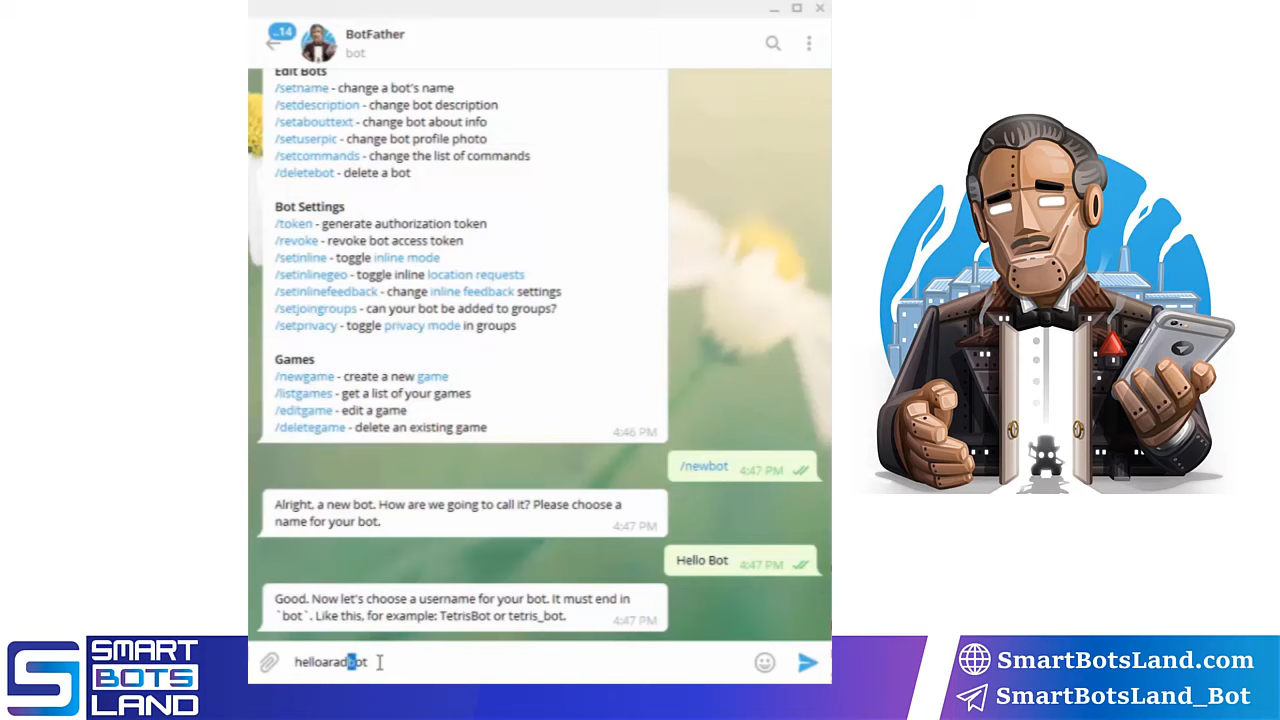 ..14
BotFather
bot
Edit Bots
/setname - change a bot's name
/setdescription - change bot description
/setabouttext - change bot about info
/setuserpic - change bot profile photo
/setcommands - change the list of commands
/deletebot - delete a bot
Bot Settings
/token - generate authorization token
/revoke - revoke bot access token
/setinline - toggle inline mode
/setinlinegeo - toggle inline location requests
/setinlinefeedback - change inline feedback settings
/setjoingroups - can your bot be added to groups?
/setprivacy - toggle privacy mode in groups
Games
/newgame - create a new game
/listgames - get a list of your games
/editgame - edit a game
/deletegame - delete an existing game
4:46 PM
/newbot 4:47 PM
Alright, a new bot. How are we going to call it? Please choose a
name for your bot. 4:47 PM
Hello Bot 4:47 PM
Good. Now let's choose a username for your bot. It must end in
`bot`. Like this, for example: TetrisBot or tetris_bot. 4:47 PM
helloaradbot
SMART
BOTS
LAND
SmartBotsLand.com
SmartBotsLand_Bot